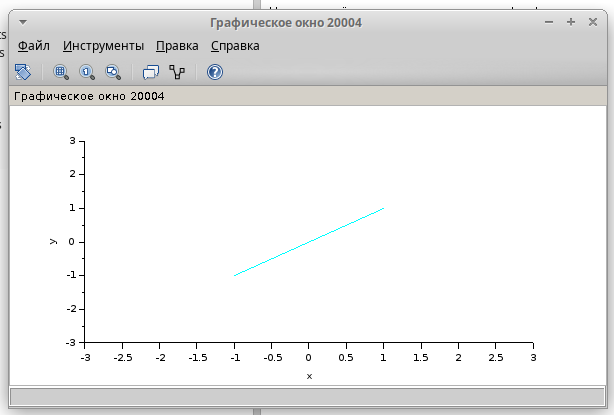 Графическое окно 20004
Файл Инструменты Правка Справка
Графическое окно 20004
3
2
1
0
-1
-2
-3
y
-3 -2.5 -2 -1.5 -1 -0.5 0 0.5 1 1.5 2 2.5 3
x